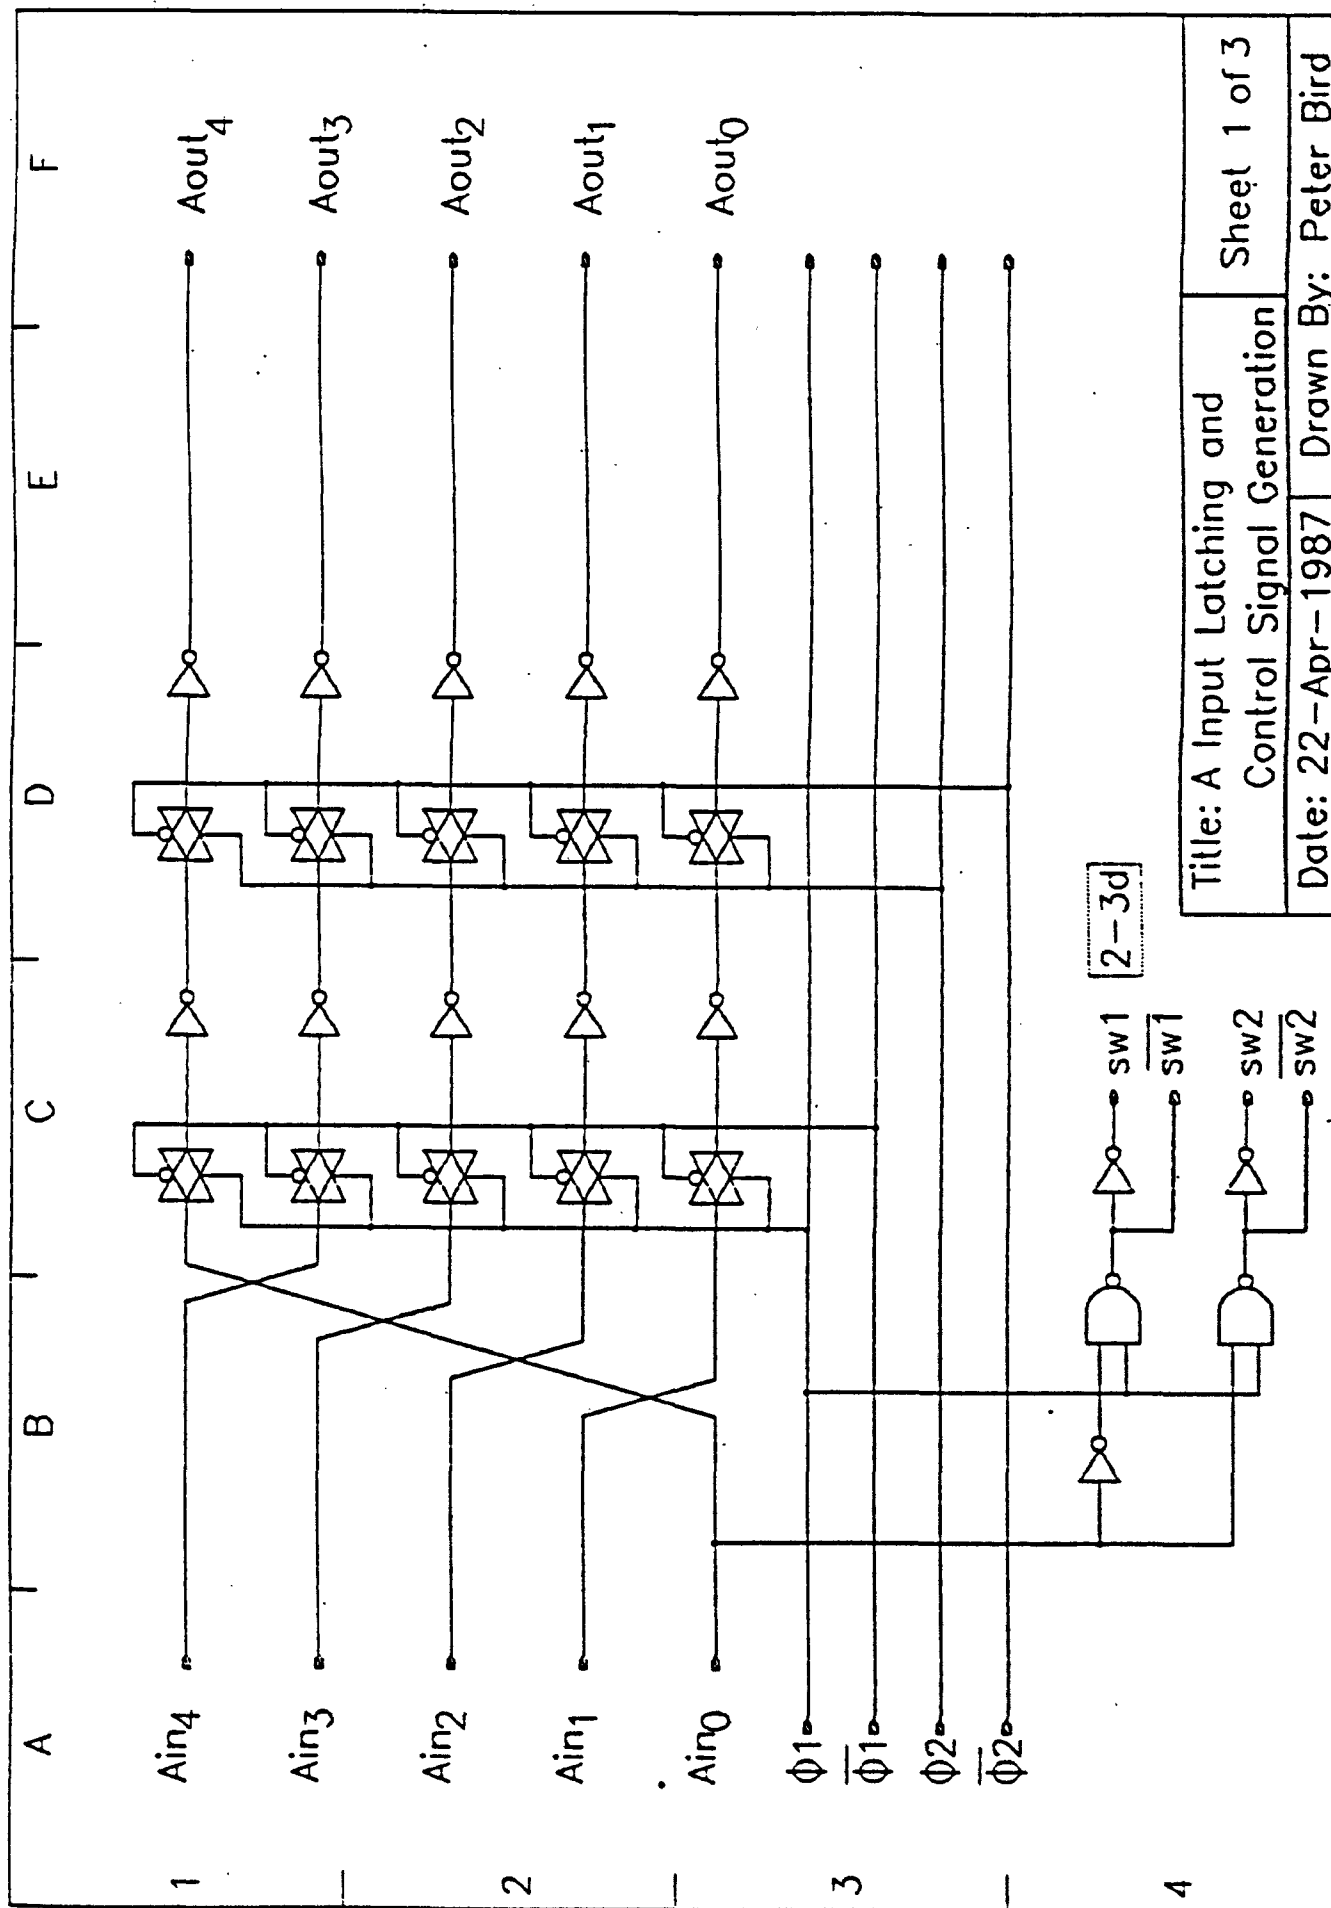 A B C D E F
1
2
3
4
Ain4
Ain3
Ain2
Ain1
Ain0
ϕ1
ϕ1
ϕ2
ϕ2
Aout4
Aout3
Aout2
Aout1
Aout0
sw1
sw1
sw2
sw2
2-3d
Title: A Input Latching and
Control Signal Generation
Sheet 1 of 3
Date: 22-Apr-1987
Drawn By: Peter Bird